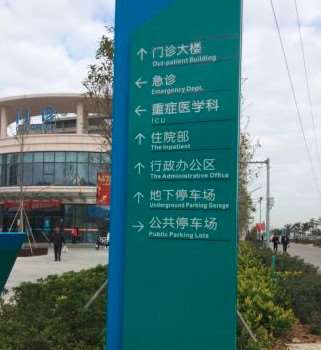 ↑ 门诊大楼
Out-patient Building
← 急诊
Emergency Dept.
← 重症医学科
ICU
↑ 住院部
The Inpatient
↑ 行政办公区
The Administrative Office
↑ 地下停车场
Underground Parking Garage
→ 公共停车场
Public Parking Lots